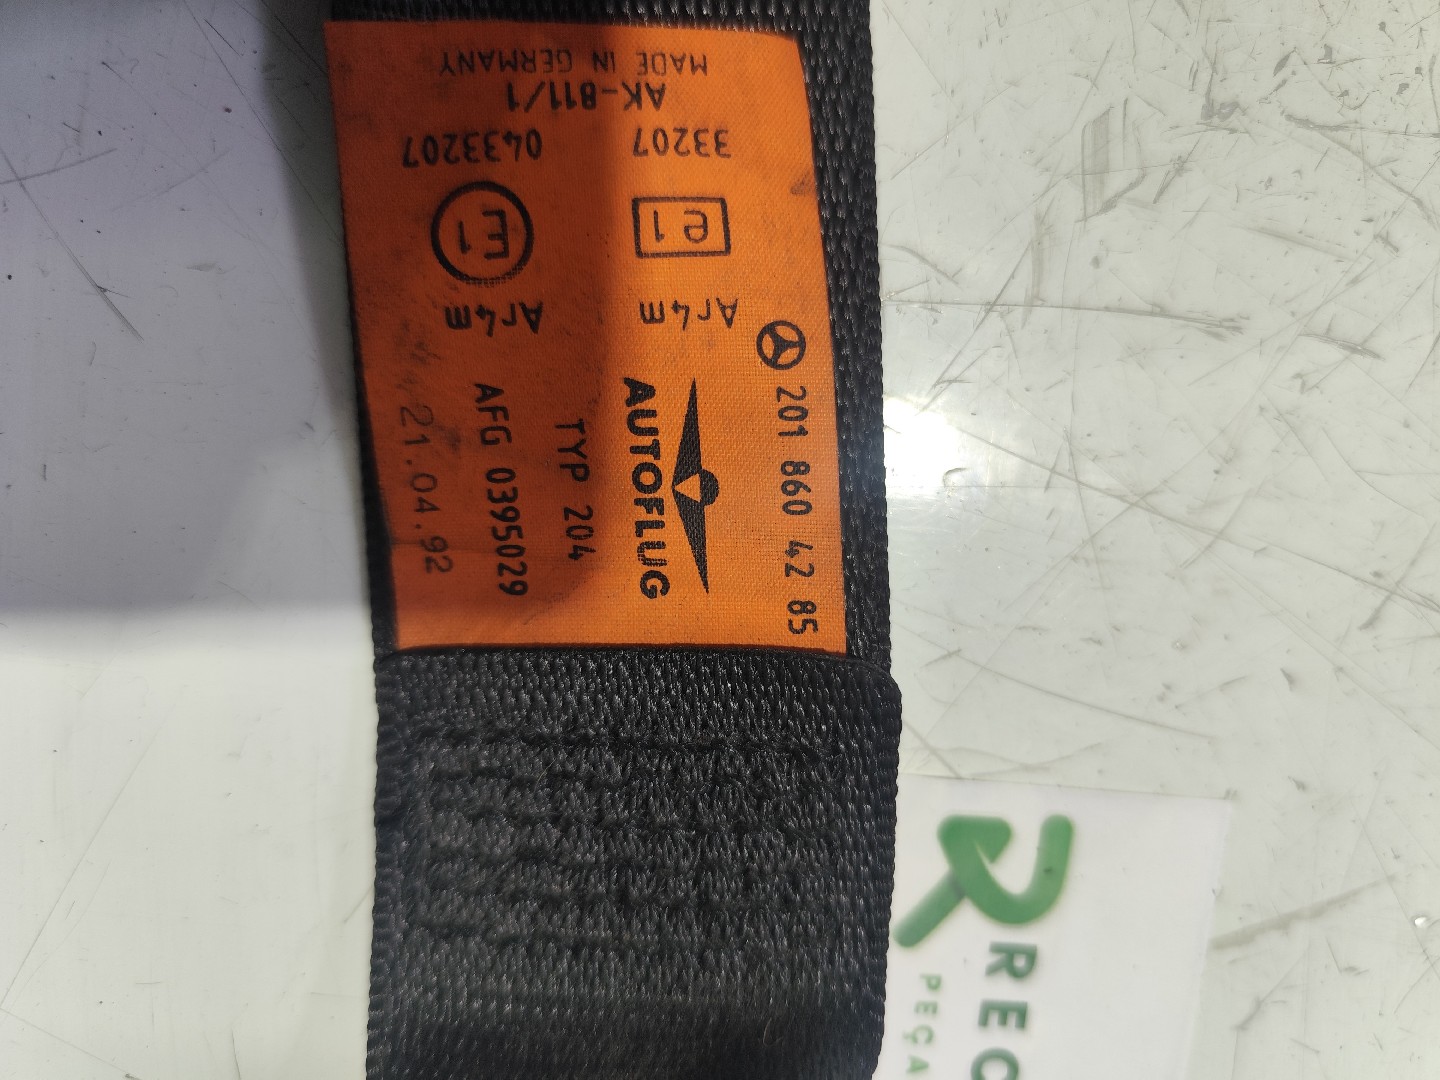 201 860 42 85
AUTOFLUG
TYP 204
AFG 0395029
21.04.92
Ar4m Ar4m
e1 E1
33207 0433207
AK-811/1
MADE IN GERMANY
REC
PEÇA